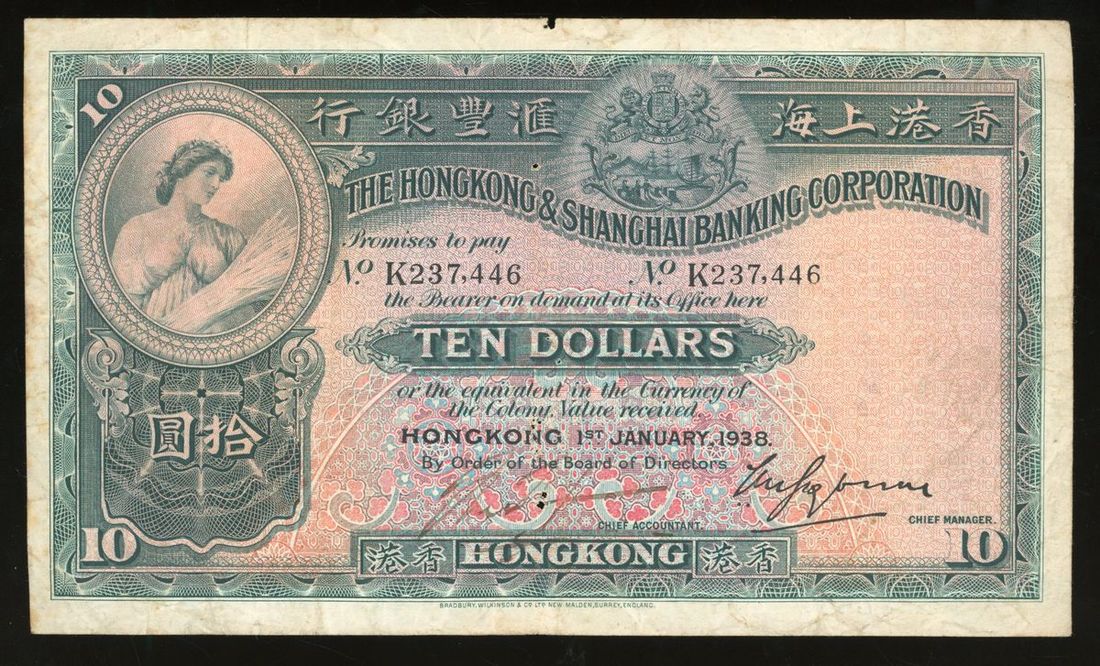 10
行銀豐滙 海上港香
THE HONGKONG & SHANGHAI BANKING CORPORATION
Promises to pay
No. K237,446 No. K237,446
the Bearer on demand at its Office here
TEN DOLLARS
or the equivalent in the Currency of
the Colony, Value received.
圓拾
HONGKONG 1ST JANUARY, 1938.
By Order of the Board of Directors
CHIEF ACCOUNTANT.
CHIEF MANAGER.
10 港香 HONGKONG 港香 10
BRADBURY, WILKINSON & Co LTD NEW MALDEN, SURREY, ENGLAND.